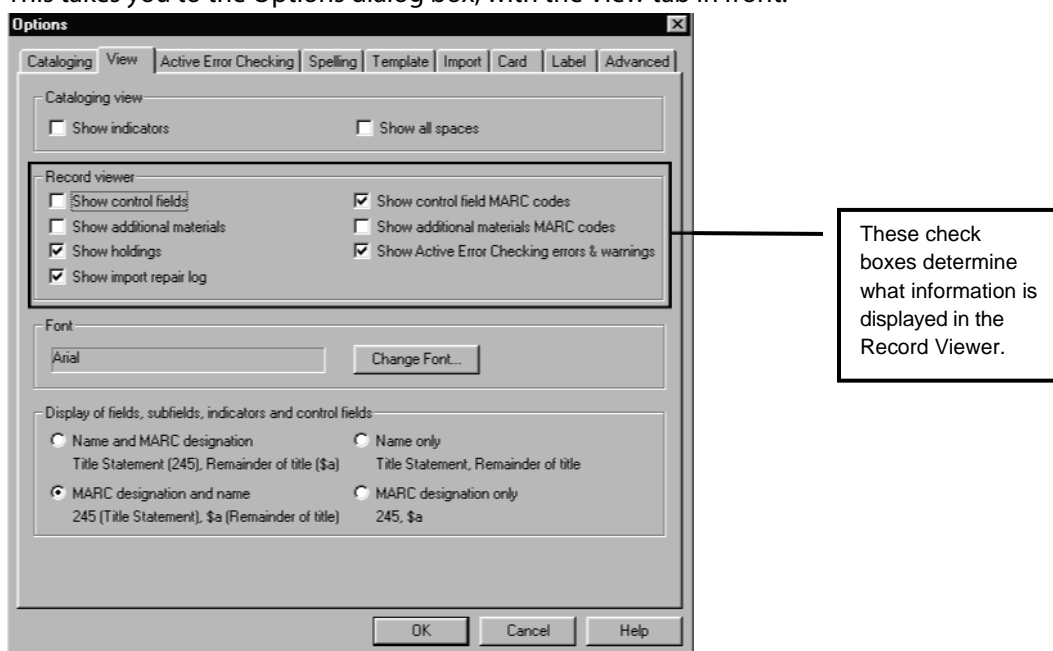 This takes you to the Options dialog box, with the View tab in front.
Options
Cataloging View Active Error Checking Spelling Template Import Card Label Advanced
Cataloging view
Show indicators Show all spaces
Record viewer
Show control fields Show control field MARC codes
Show additional materials Show additional materials MARC codes
Show holdings Show Active Error Checking errors & warnings
Show import repair log
These check
boxes determine
what information is
displayed in the
Record Viewer.
Font
Arial Change Font...
Display of fields, subfields, indicators and control fields
Name and MARC designation Name only
Title Statement (245), Remainder of title ($a) Title Statement, Remainder of title
MARC designation and name MARC designation only
245 (Title Statement), $a (Remainder of title) 245, $a
OK Cancel Help